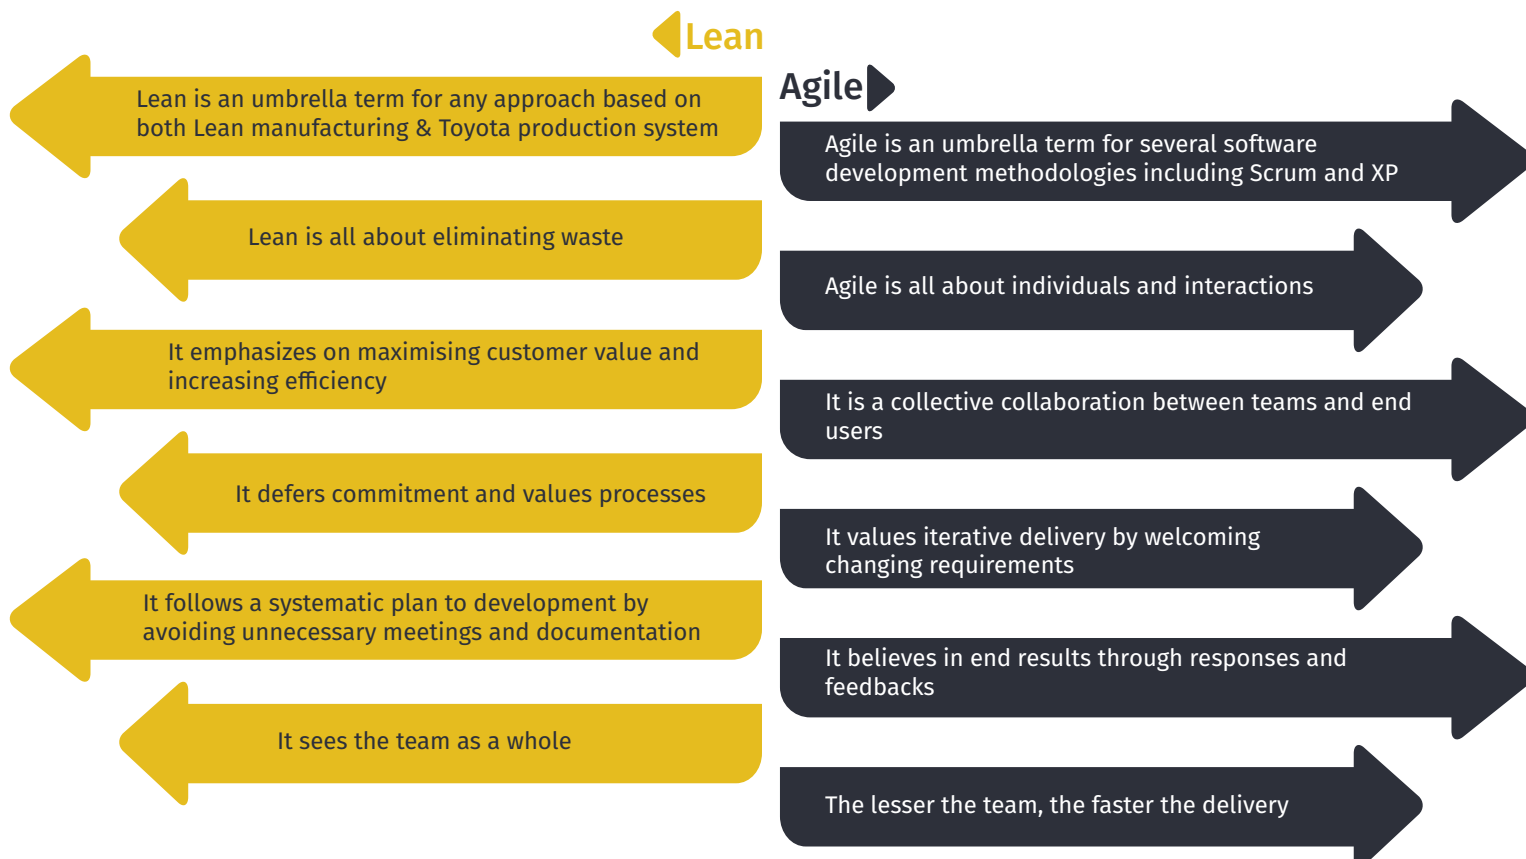 Lean
Lean is an umbrella term for any approach based on
both Lean manufacturing & Toyota production system
Lean is all about eliminating waste
It emphasizes on maximising customer value and
increasing efficiency
It defers commitment and values processes
It follows a systematic plan to development by
avoiding unnecessary meetings and documentation
It sees the team as a whole
Agile
Agile is an umbrella term for several software
development methodologies including Scrum and XP
Agile is all about individuals and interactions
It is a collective collaboration between teams and end
users
It values iterative delivery by welcoming
changing requirements
It believes in end results through responses and
feedbacks
The lesser the team, the faster the delivery